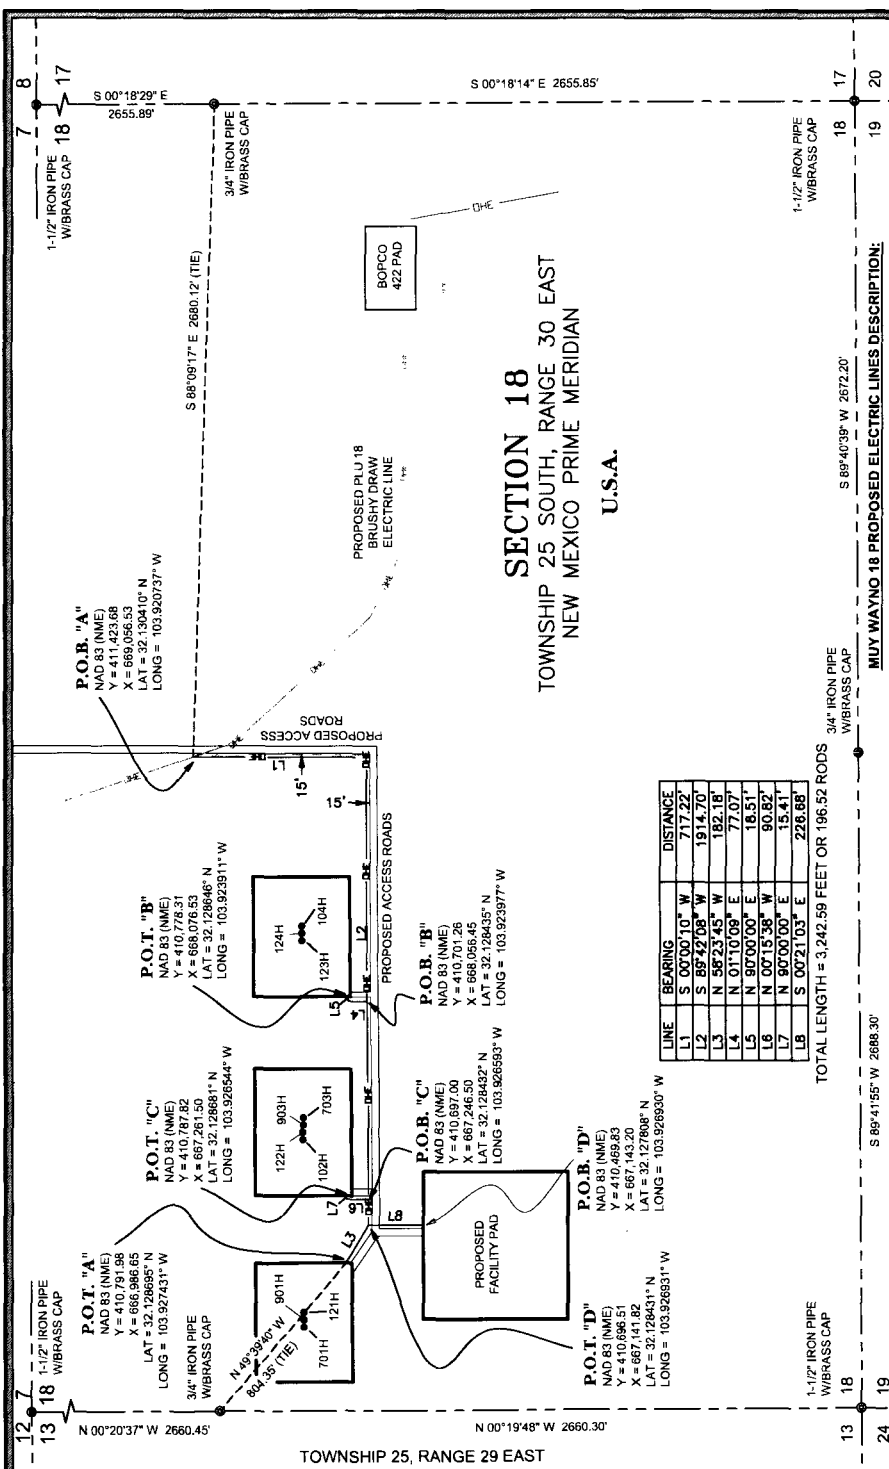 12
7
13
18
1-1/2" IRON PIPE
W/BRASS CAP
7
8
18
17
1-1/2" IRON PIPE
W/BRASS CAP
S 00°18'29" E
2655.89'
3/4" IRON PIPE
W/BRASS CAP
S 00°18'14" E 2655.85'
1-1/2" IRON PIPE
W/BRASS CAP
17
18
20
19
S 88°09'17" E 2680.12' (TIE)
P.O.B. "A"
NAD 83 (NME)
Y = 411,423.68
X = 669,056.53
LAT = 32.130410° N
LONG = 103.920737° W
P.O.T. "B"
NAD 83 (NME)
Y = 410,778.31
X = 668,076.53
LAT = 32.128646° N
LONG = 103.923911° W
P.O.T. "C"
NAD 83 (NME)
Y = 410,787.82
X = 667,261.50
LAT = 32.128681° N
LONG = 103.926544° W
P.O.T. "A"
NAD 83 (NME)
Y = 410,791.98
X = 666,986.65
LAT = 32.128695° N
LONG = 103.927431° W
3/4" IRON PIPE
W/BRASS CAP
N 49°39'40" W
804.35' (TIE)
N 00°20'37" W 2660.45'
N 00°19'48" W 2660.30'
TOWNSHIP 25, RANGE 29 EAST
901H
121H
701H
903H
703H
122H
102H
124H
104H
123H
L1
15'
15'
L2
L3
L4
L5
L6
L7
L8
OHE
OHE
OHE
OHE
OHE
OHE
OHE
OHE
OHE
OHE
OHE
PROPOSED ACCESS
ROADS
PROPOSED ACCESS ROADS
PROPOSED PLU 18
BRUSHY DRAW
ELECTRIC LINE
BOPCO
422 PAD
P.O.B. "B"
NAD 83 (NME)
Y = 410,701.26
X = 668,056.45
LAT = 32.128435° N
LONG = 103.923977° W
P.O.B. "C"
NAD 83 (NME)
Y = 410,697.00
X = 667,246.50
LAT = 32.128432° N
LONG = 103.926593° W
PROPOSED
FACILITY PAD
P.O.B. "D"
NAD 83 (NME)
Y = 410,469.83
X = 667,143.20
LAT = 32.127808° N
LONG = 103.926930° W
P.O.T. "D"
NAD 83 (NME)
Y = 410,696.51
X = 667,141.82
LAT = 32.128431° N
LONG = 103.926931° W
SECTION 18
TOWNSHIP 25 SOUTH, RANGE 30 EAST
NEW MEXICO PRIME MERIDIAN
U.S.A.
LINE BEARING DISTANCE
L1 S 00°00'10" W 717.22'
L2 S 89°42'08" W 1914.70'
L3 N 58°23'45" W 182.18'
L4 N 01°10'09" E 77.07'
L5 N 90°00'00" E 18.51'
L6 N 00°15'38" W 90.82'
L7 N 90°00'00" E 15.41'
L8 S 00°21'03" E 226.68'
TOTAL LENGTH = 3,242.59 FEET OR 196.52 RODS
1-1/2" IRON PIPE
W/BRASS CAP
13
18
24
19
S 89°41'55" W 2688.30'
3/4" IRON PIPE
W/BRASS CAP
S 89°40'39" W 2672.20'
MUY WAYNO 18 PROPOSED ELECTRIC LINES DESCRIPTION: